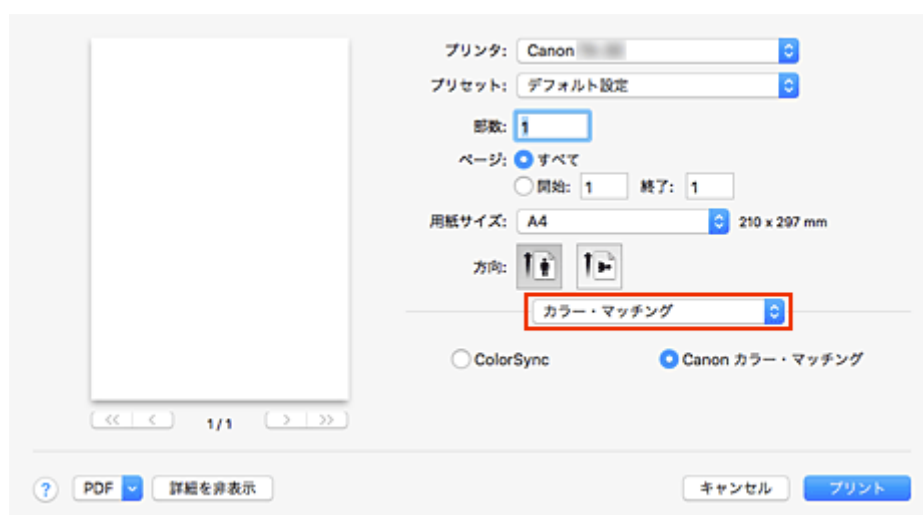 プリンタ: Canon
プリセット: デフォルト設定
部数: 1
ページ: すべて
開始: 1 終了: 1
用紙サイズ: A4 210 x 297 mm
方向:
カラー・マッチング
ColorSync Canon カラー・マッチング
<< < 1 / 1 > >>
? PDF 詳細を非表示 キャンセル プリント